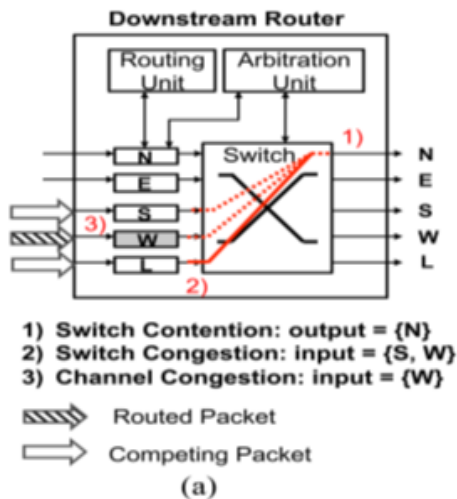 Downstream Router
Routing Unit
Arbitration Unit
1)
N
Switch
N
E
E
S
S
3)
W
W
L
L
2)
1) Switch Contention: output = {N}
2) Switch Congestion: input = {S, W}
3) Channel Congestion: input = {W}
Routed Packet
Competing Packet
(a)